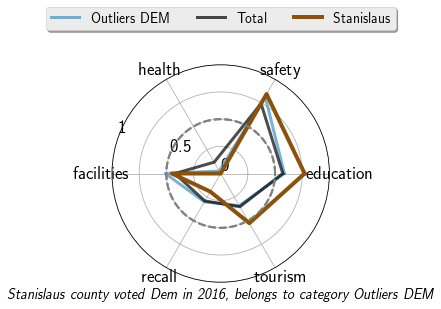 Outliers DEM Total Stanislaus
health safety
1
0.5
0
facilities education
recall tourism
Stanislaus county voted Dem in 2016, belongs to category Outliers DEM